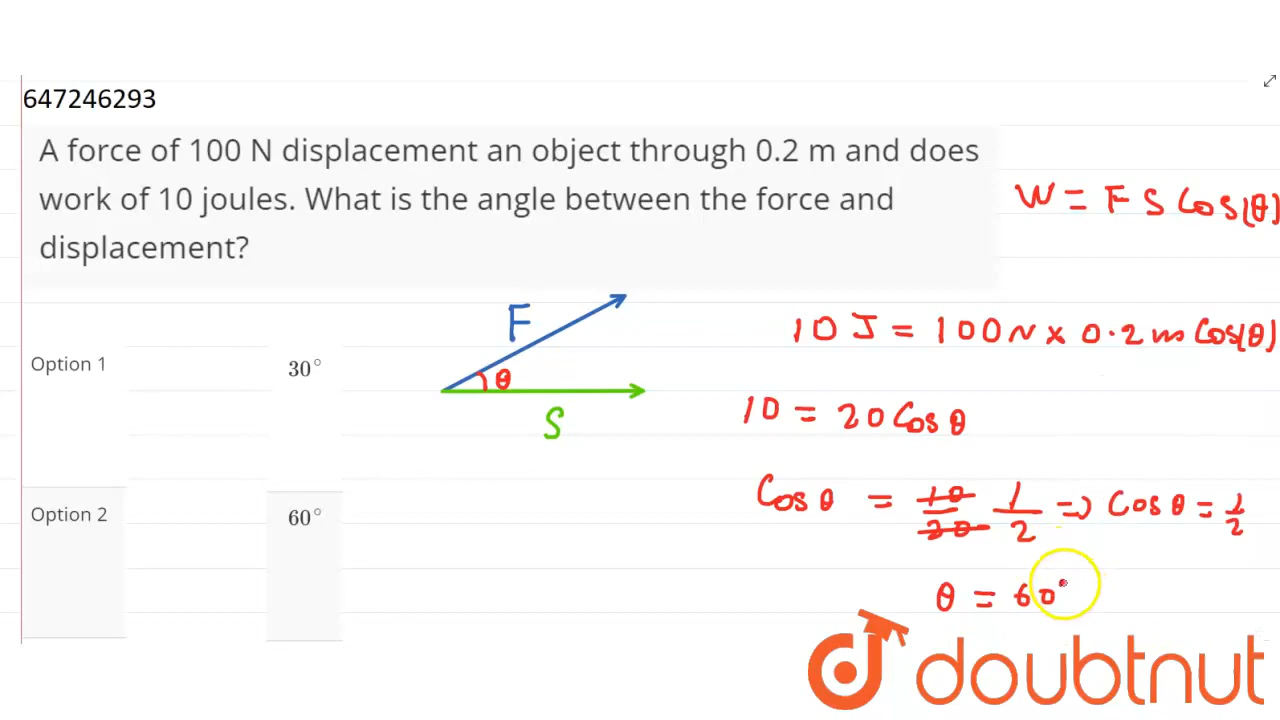 647246293
A force of 100 N displacement an object through 0.2 m and does
work of 10 joules. What is the angle between the force and
displacement?
W = F S Cos(θ)
F
θ
S
10 J = 100 N x 0.2 m Cos(θ)
Option 1
30°
10 = 20 Cos θ
Option 2
60°
Cos θ = 10/20 1/2 => Cos θ = 1/2
θ = 60°
doubtnut